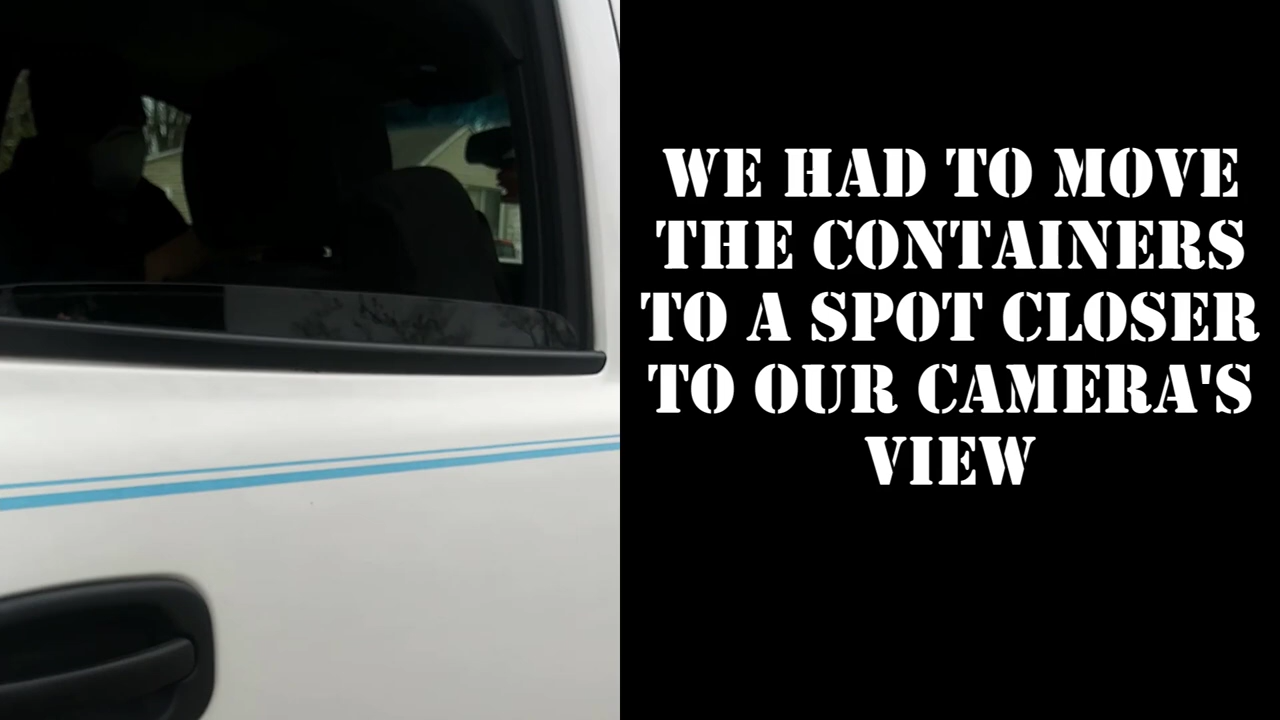 WE HAD TO MOVE
THE CONTAINERS
TO A SPOT CLOSER
TO OUR CAMERA'S
VIEW